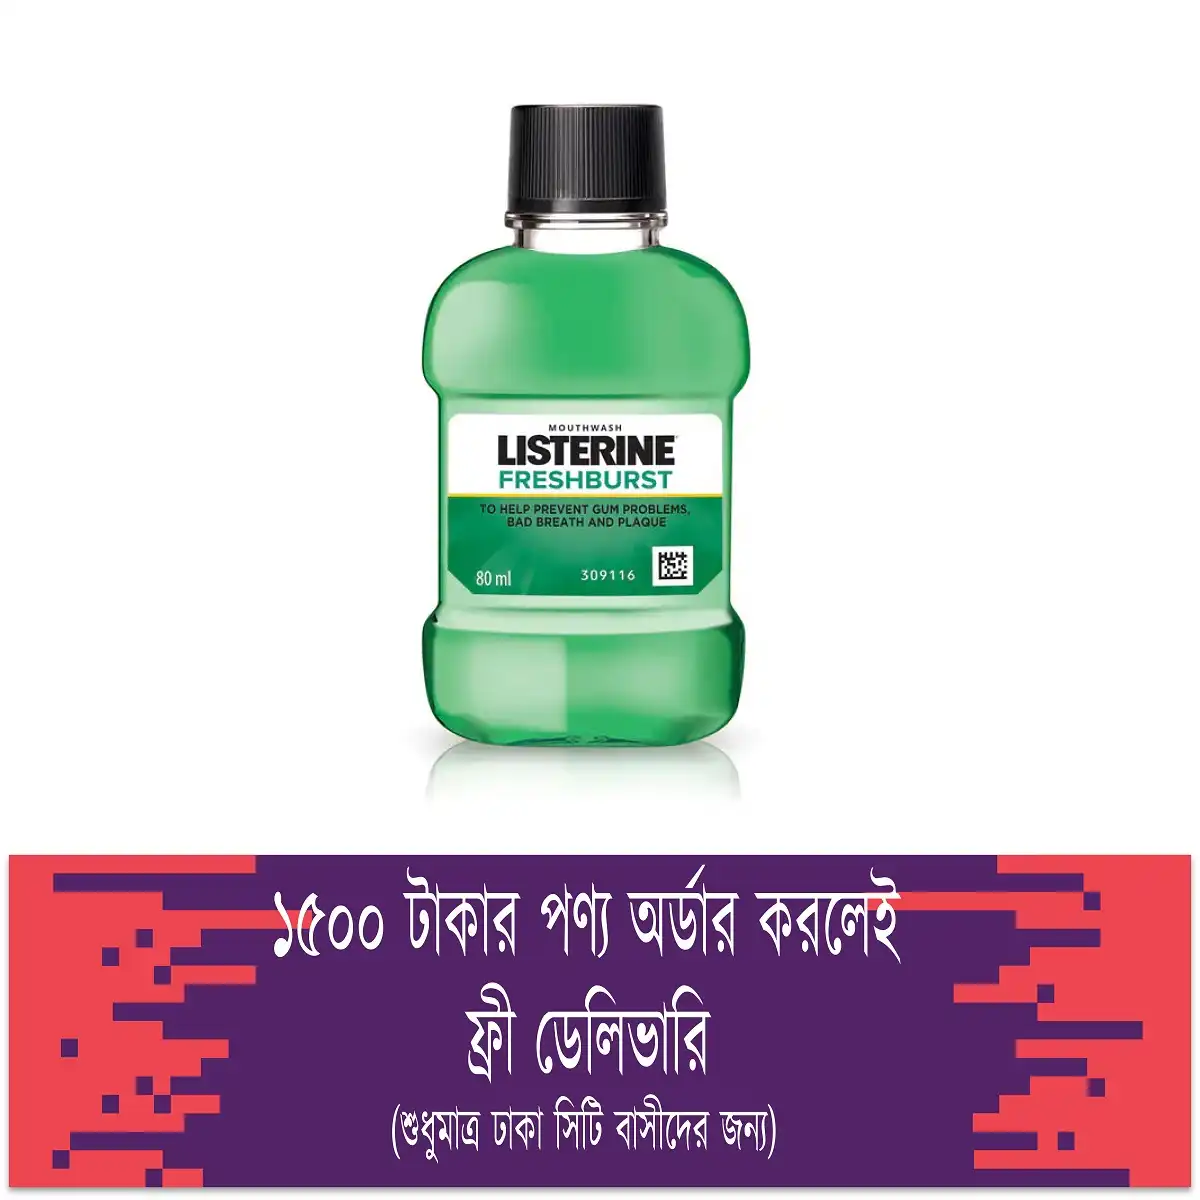 MOUTHWASH
LISTERINE
FRESHBURST
TO HELP PREVENT GUM PROBLEMS,
BAD BREATH AND PLAQUE
80 ml 309116
১৫০০ টাকার পণ্য অর্ডার করলেই
ফ্রী ডেলিভারি
(শুধুমাত্র ঢাকা সিটি বাসীদের জন্য)